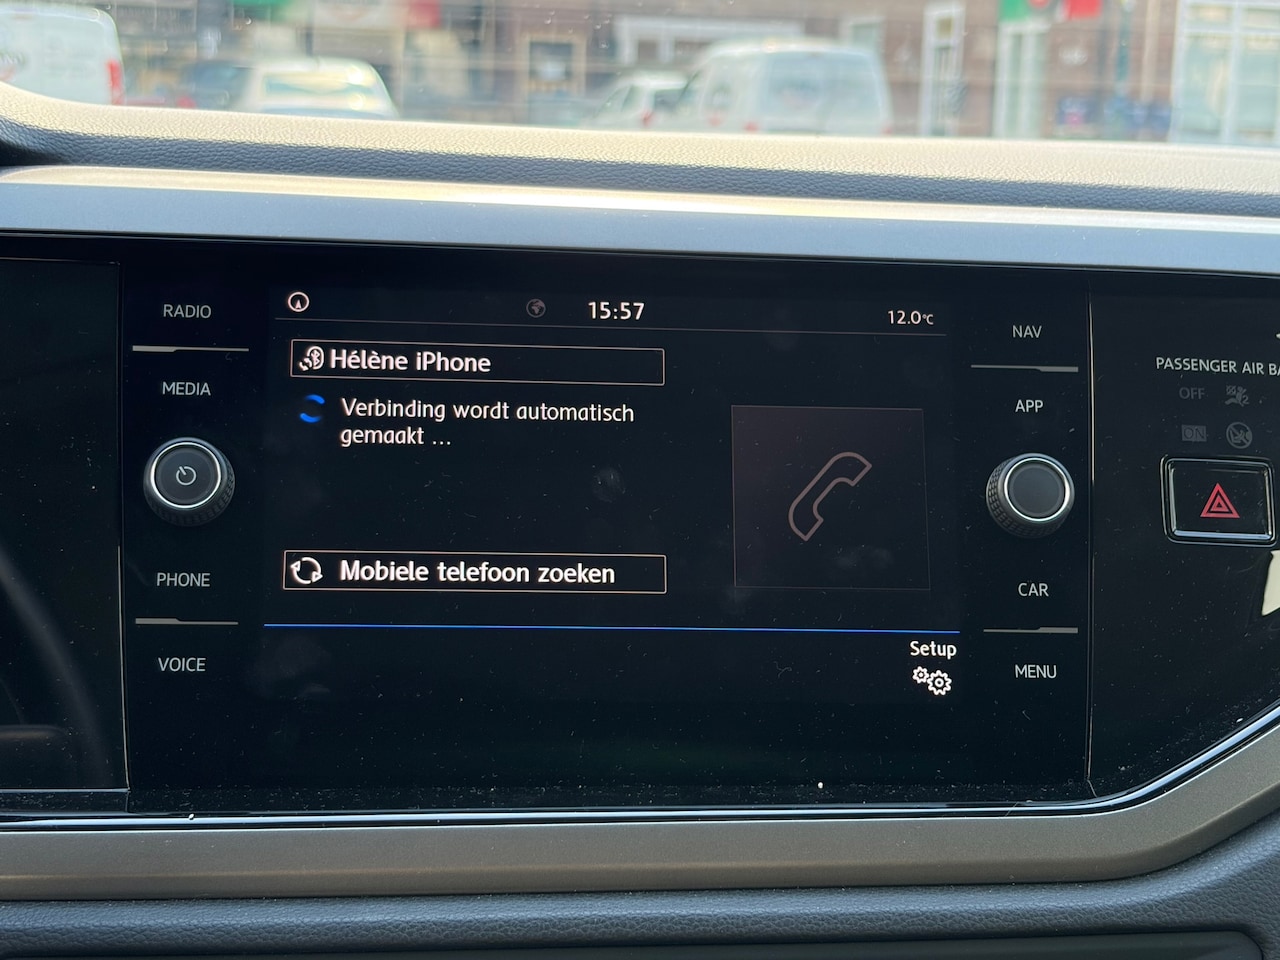 RADIO
MEDIA
PHONE
VOICE
15:57
12.0°C
Hélène iPhone
Verbinding wordt automatisch
gemaakt ...
Mobiele telefoon zoeken
Setup
NAV
APP
CAR
MENU
PASSENGER AIR BA
OFF
ON